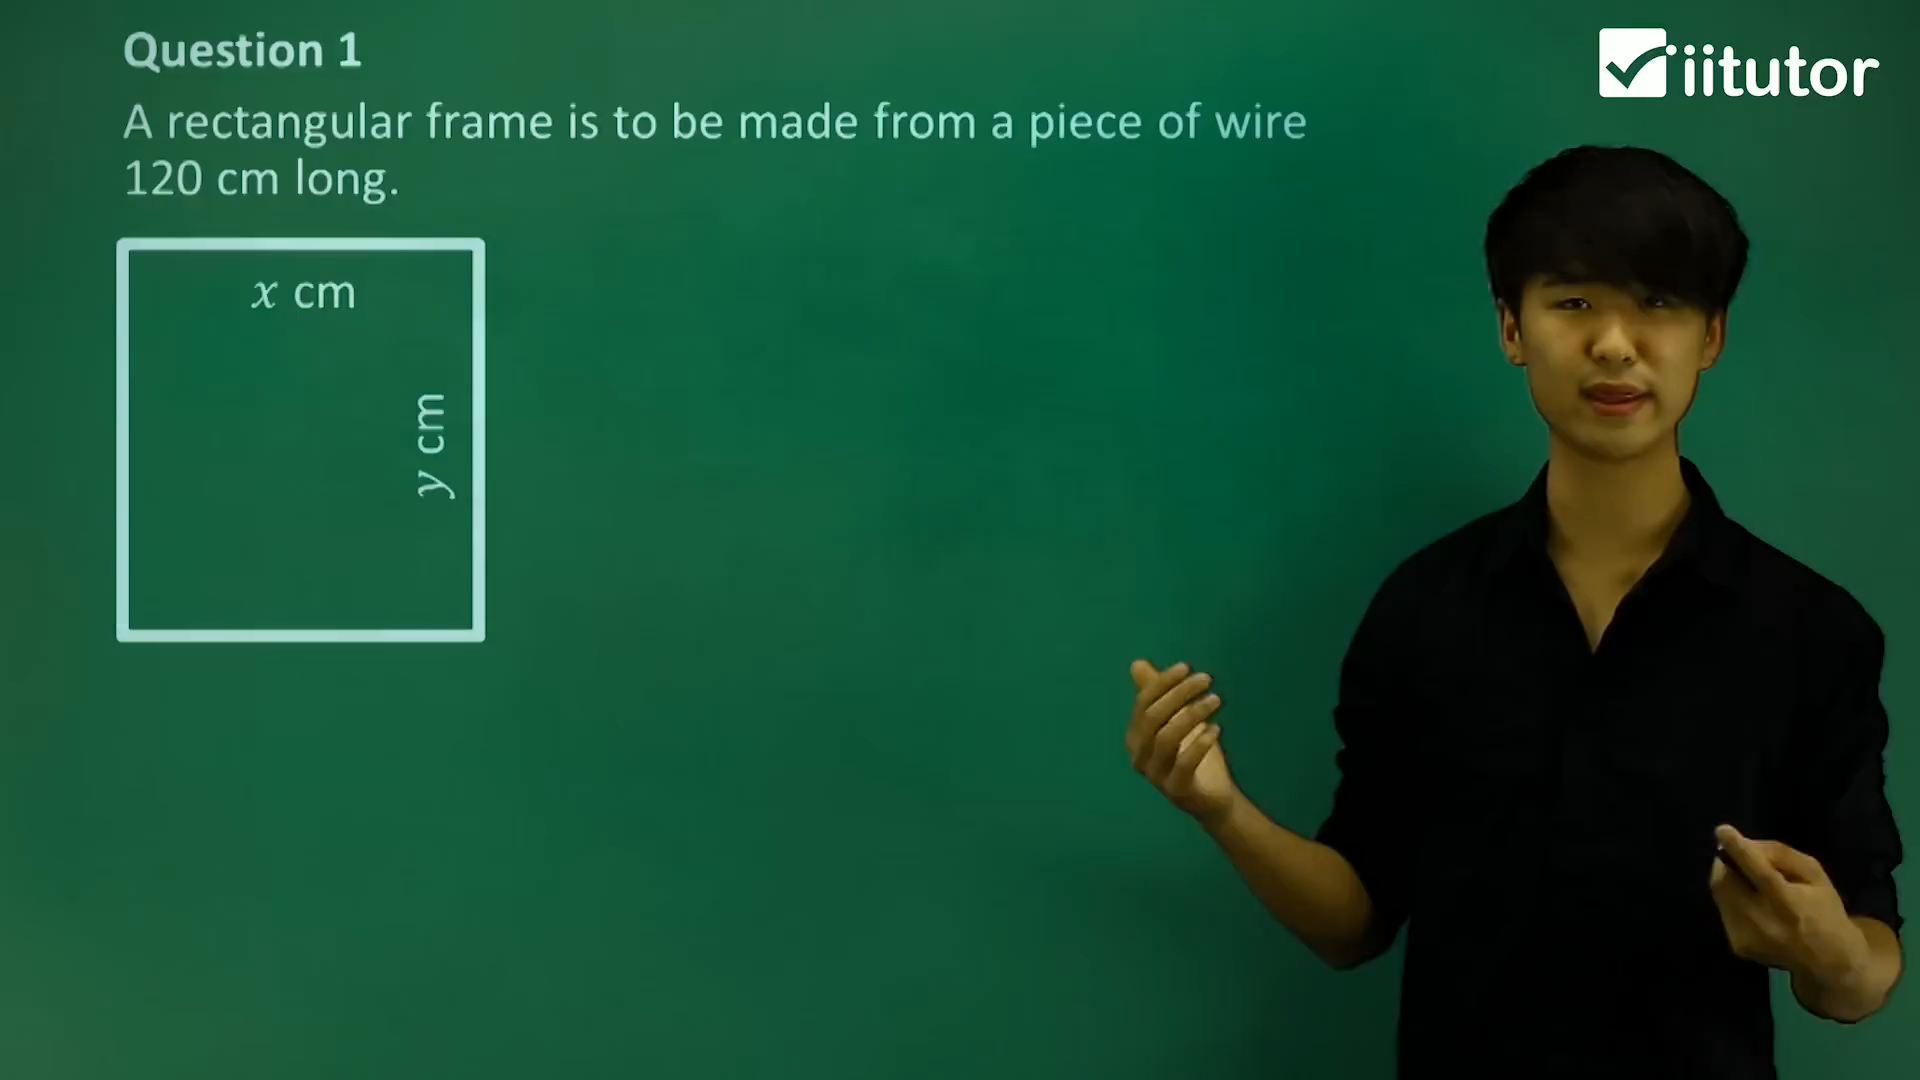 Question 1
iitutor
A rectangular frame is to be made from a piece of wire
120 cm long.
x cm
y cm